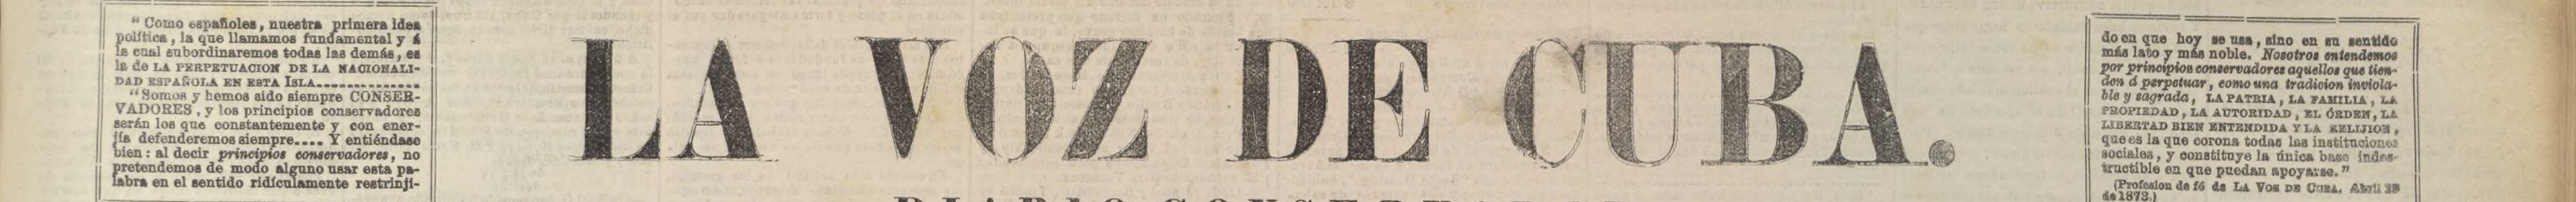 “Como españoles, nuestra primera idea
política, la que llamamos fundamental y á
la cual subordinaremos todas las demás, es
la de LA PERPETUACION DE LA NACIONALI-
DAD ESPAÑOLA EN ESTA ISLA..............
“Somos y hemos sido siempre CONSER-
VADORES, y los principios conservadores
serán los que constantemente y con ener-
jía defenderemos siempre.... Y entiéndase
bien: al decir principios conservadores, no
pretendemos de modo alguno usar esta pa-
labra en el sentido ridículamente restrinji-
LA VOZ DE CUBA.
do en que hoy se usa, sino en su sentido
más lato y más noble. Nosotros entendemos
por principios conservadores aquellos que tien-
den á perpetuar, como una tradicion inviola-
ble y sagrada, LA PATRIA, LA FAMILIA, LA
PROPIEDAD, LA AUTORIDAD, EL ÓRDEN, LA
LIBERTAD BIEN ENTENDIDA Y LA RELIJION,
que es la que corona todas las instituciones
sociales, y constituye la única base indes-
tructible en que puedan apoyarse.”
(Profesion de fé de LA VOZ DE CUBA. Abril
de 1873.)